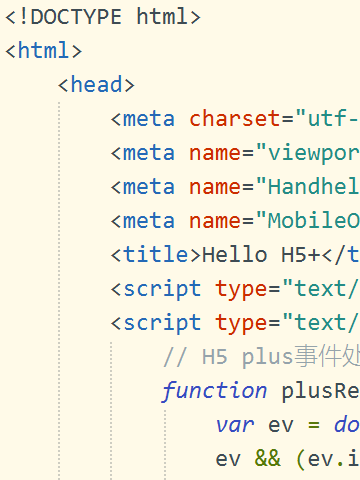 <!DOCTYPE html>
<html>
<head>
<meta charset="utf-
<meta name="viewpor
<meta name="Handhel
<meta name="MobileO
<title>Hello H5+</t
<script type="text/
<script type="text/
// H5 plus事件处
function plusRe
var ev = do
ev && (ev.i